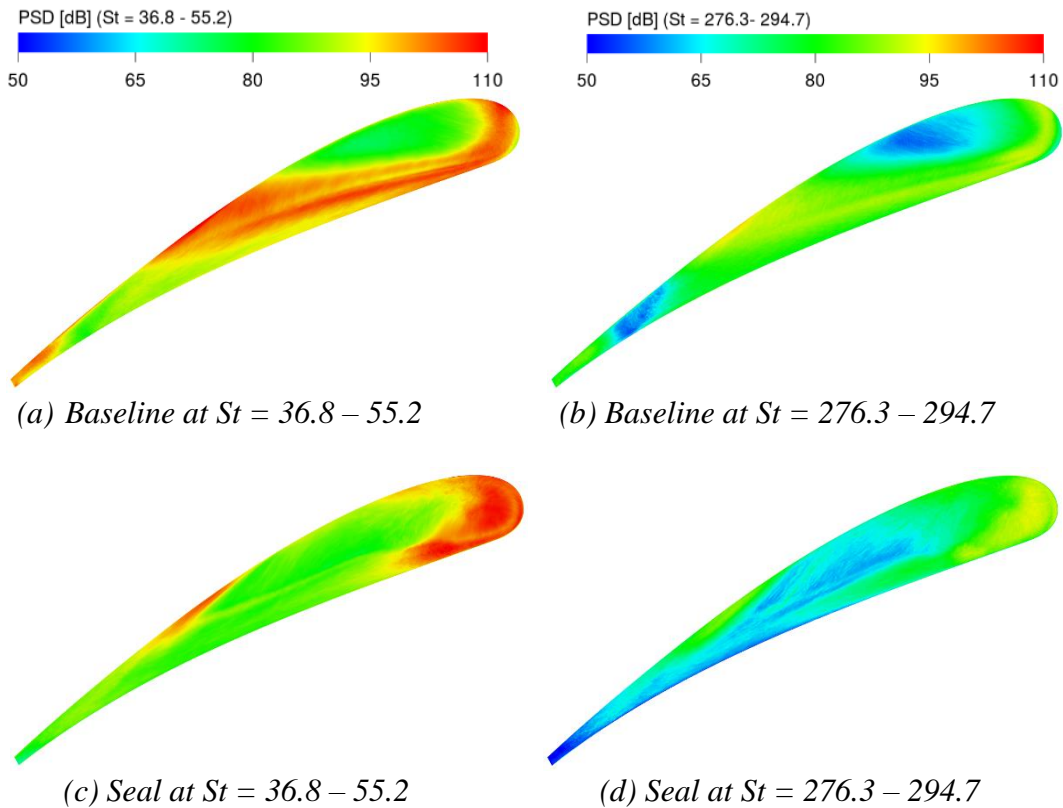 PSD [dB] (St = 36.8 - 55.2)
50 65 80 95 110
PSD [dB] (St = 276.3- 294.7)
50 65 80 95 110
(a) Baseline at St = 36.8 – 55.2
(b) Baseline at St = 276.3 – 294.7
(c) Seal at St = 36.8 – 55.2
(d) Seal at St = 276.3 – 294.7